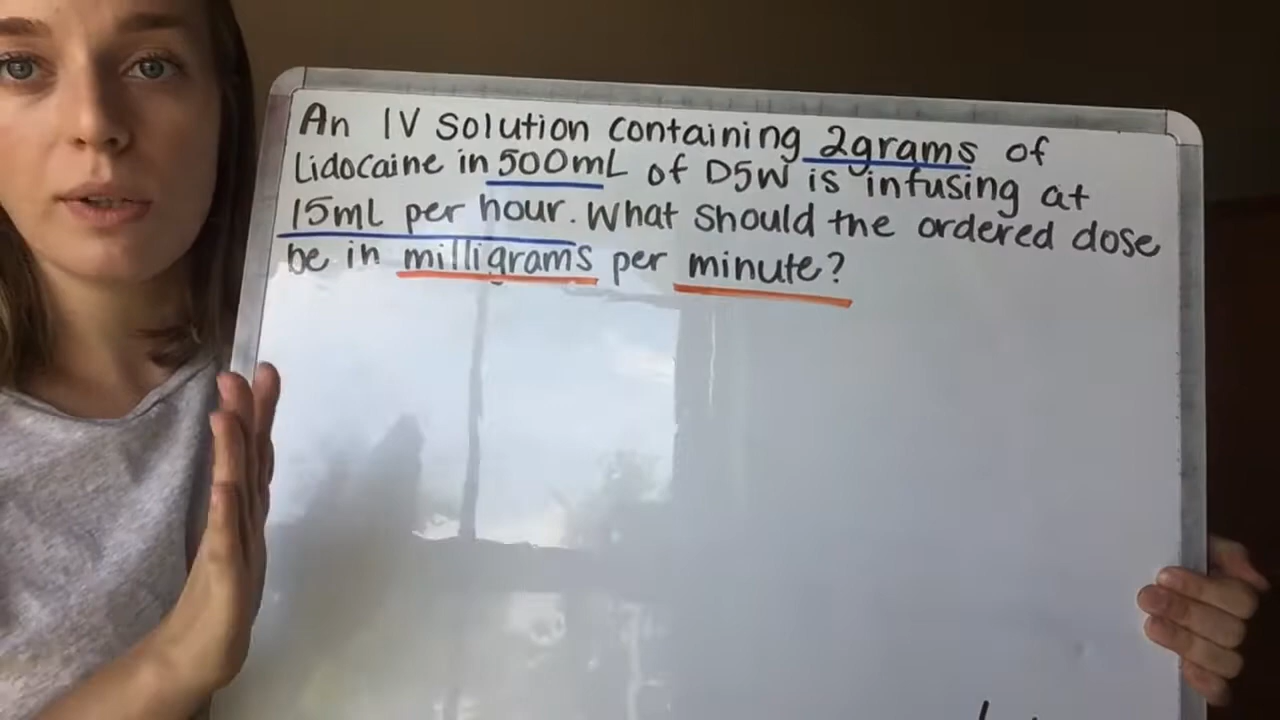 An IV solution containing 2grams of
Lidocaine in 500mL of D5W is infusing at
15mL per hour. What should the ordered dose
be in milligrams per minute?